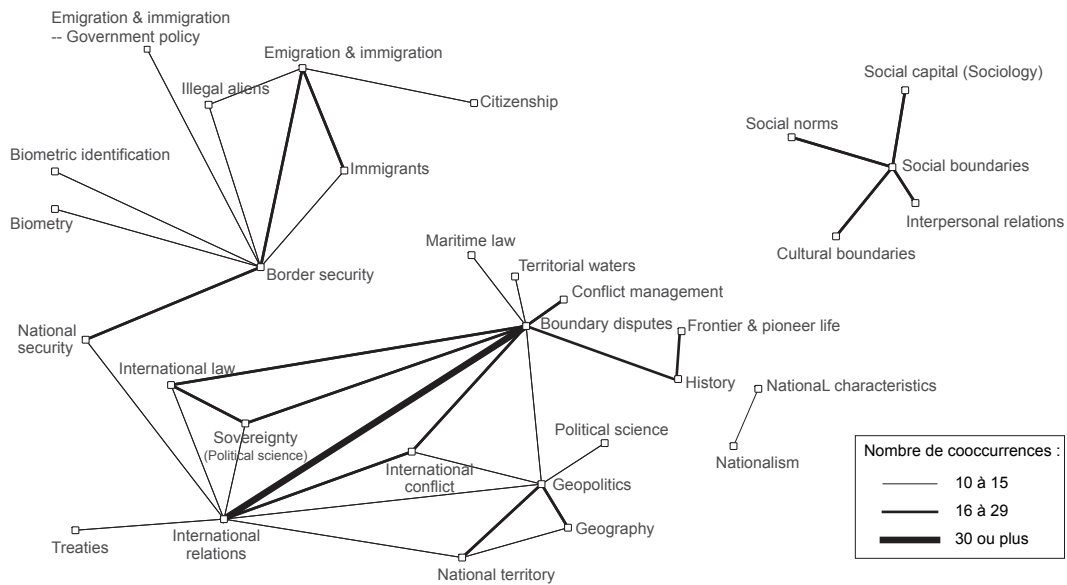 Emigration & immigration
-- Government policy
Emigration & immigration
Illegal aliens
Citizenship
Social capital (Sociology)
Social norms
Biometric identification
Immigrants
Social boundaries
Biometry
Interpersonal relations
Maritime law
Cultural boundaries
Territorial waters
Border security
Conflict management
National
security
Boundary disputes
Frontier & pioneer life
International law
History
NationaL characteristics
Sovereignty
(Political science)
Political science
International
conflict
Nationalism
Geopolitics
Geography
International
relations
Treaties
National territory
Nombre de cooccurrences :
10 à 15
16 à 29
30 ou plus